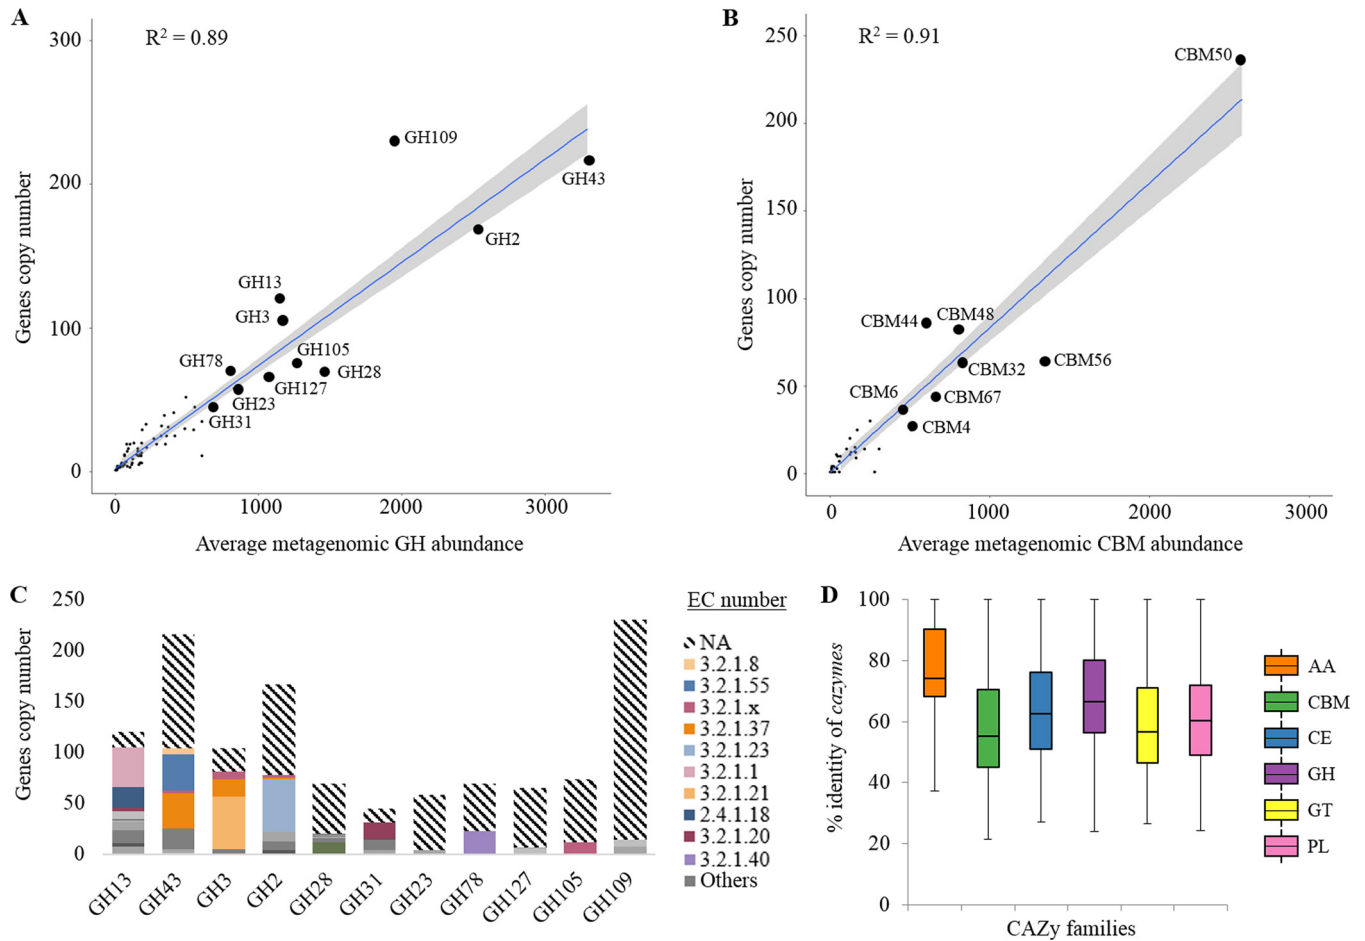 A
R² = 0.89
300
200
100
0
Genes copy number
GH109
GH43
GH2
GH13
GH3
GH105
GH78
GH28
GH127
GH23
GH31
0
1000
2000
3000
Average metagenomic GH abundance
B
R² = 0.91
250
200
150
100
50
0
Genes copy number
CBM50
CBM44
CBM48
CBM56
CBM32
CBM6
CBM67
CBM4
0
1000
2000
3000
Average metagenomic CBM abundance
C
250
200
150
100
50
0
Genes copy number
GH13
GH43
GH3
GH2
GH28
GH31
GH23
GH78
GH127
GH105
GH109
EC number
NA
3.2.1.8
3.2.1.55
3.2.1.x
3.2.1.37
3.2.1.23
3.2.1.1
3.2.1.21
2.4.1.18
3.2.1.20
3.2.1.40
Others
D
100
80
60
40
20
0
% identity of cazymes
CAZy families
AA
CBM
CE
GH
GT
PL